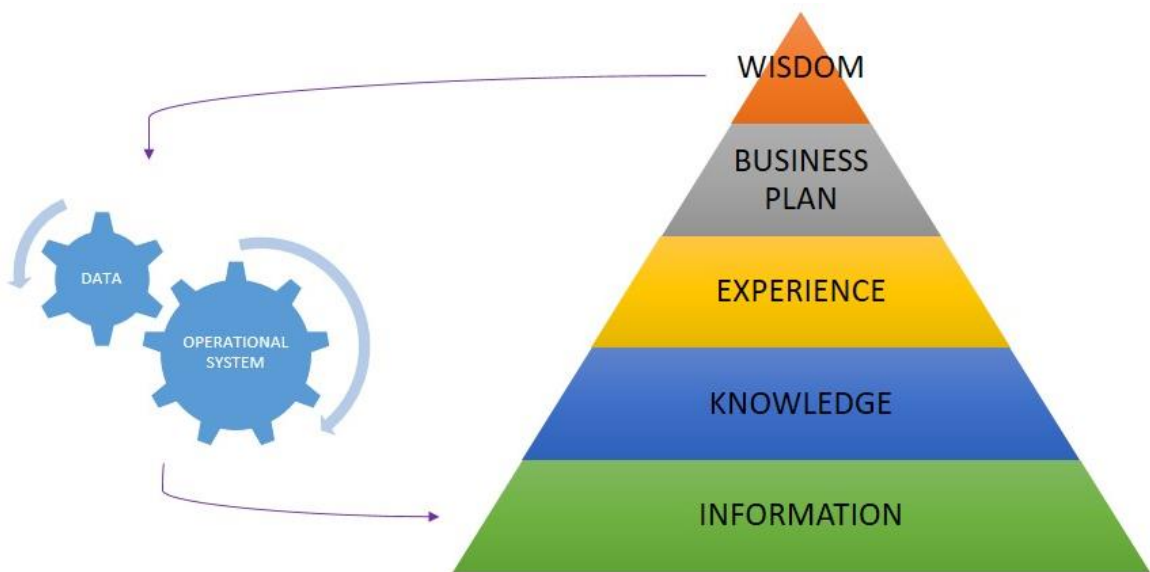 WISDOM
BUSINESS
PLAN
EXPERIENCE
KNOWLEDGE
INFORMATION
DATA
OPERATIONAL
SYSTEM